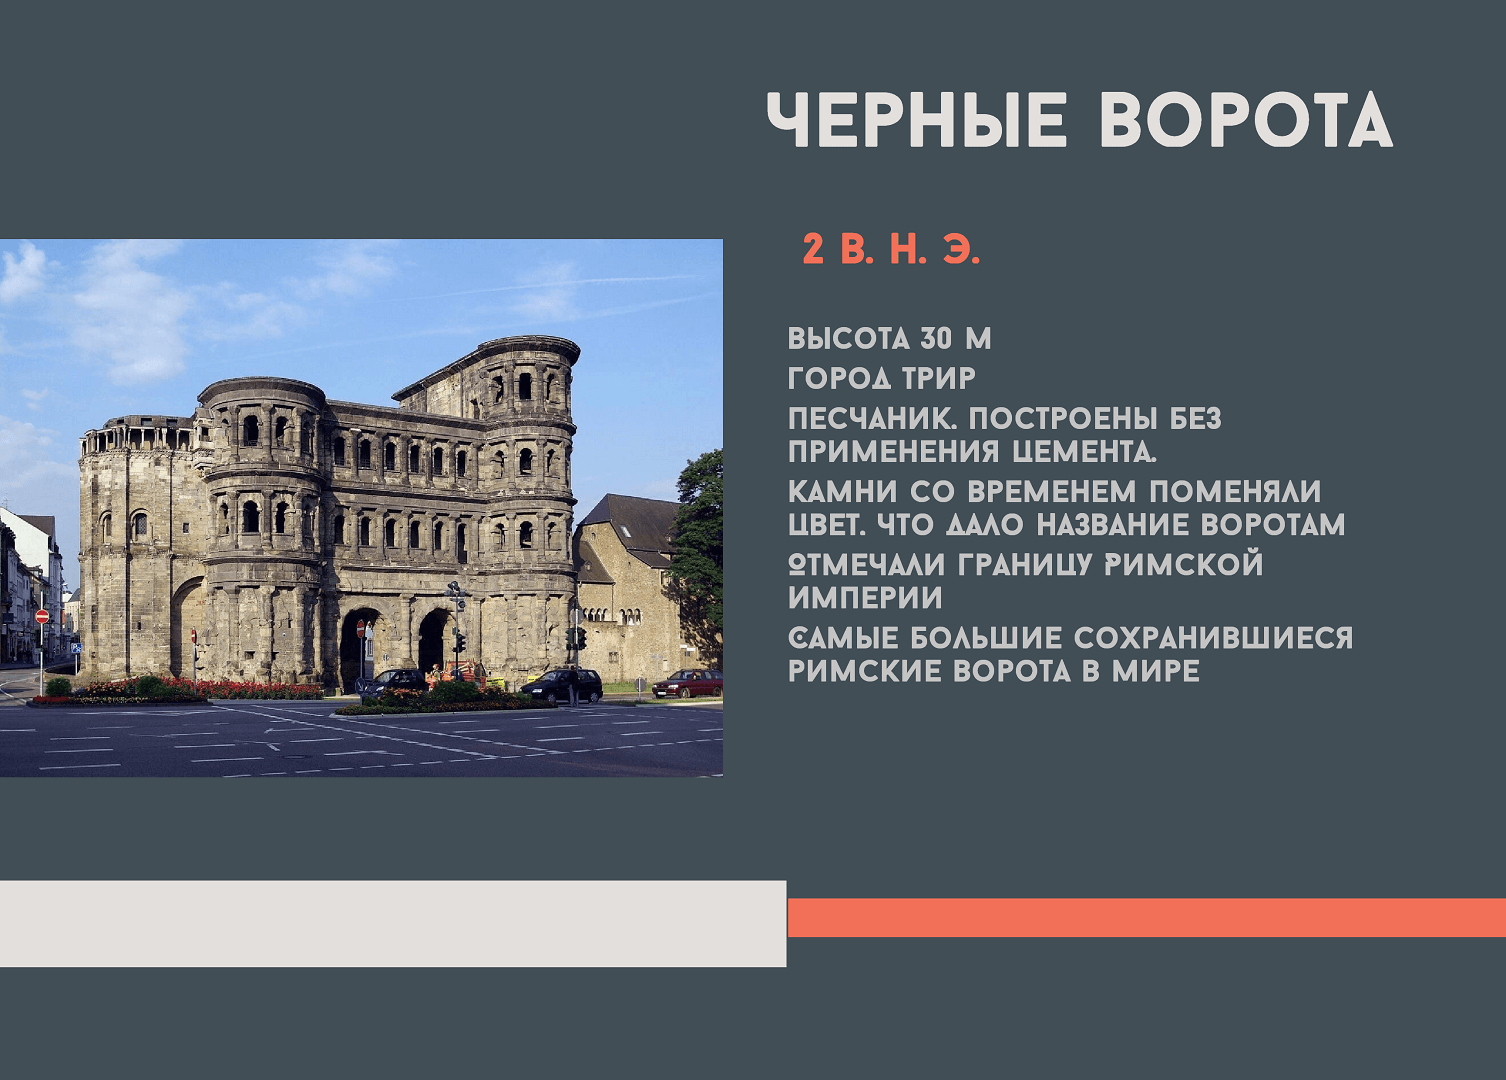 ЧЕРНЫЕ ВОРОТА
2 В. Н. Э.
ВЫСОТА 30 М
ГОРОД ТРИР
ПЕСЧАНИК. ПОСТРОЕНЫ БЕЗ
ПРИМЕНЕНИЯ ЦЕМЕНТА.
КАМНИ СО ВРЕМЕНЕМ ПОМЕНЯЛИ
ЦВЕТ. ЧТО ДАЛО НАЗВАНИЕ ВОРОТАМ
ОТМЕЧАЛИ ГРАНИЦУ РИМСКОЙ
ИМПЕРИИ
САМЫЕ БОЛЬШИЕ СОХРАНИВШИЕСЯ
РИМСКИЕ ВОРОТА В МИРЕ